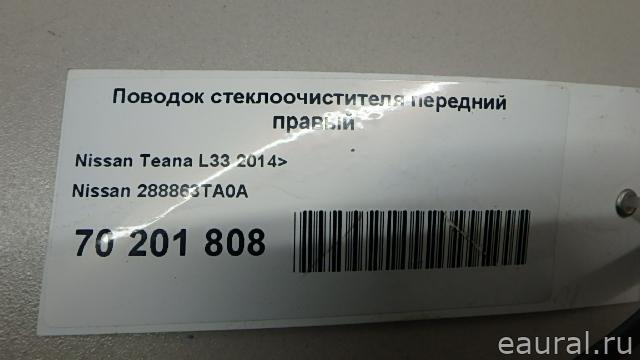 Поводок стеклоочистителя передний
правый
Nissan Teana L33 2014>
Nissan 288863TA0A
70 201 808
eaural.ru